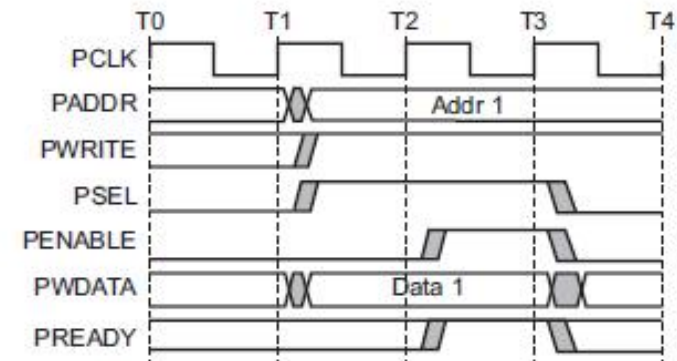 T0 T1 T2 T3 T4
PCLK
PADDR Addr 1
PWRITE
PSEL
PENABLE
PWDATA Data 1
PREADY